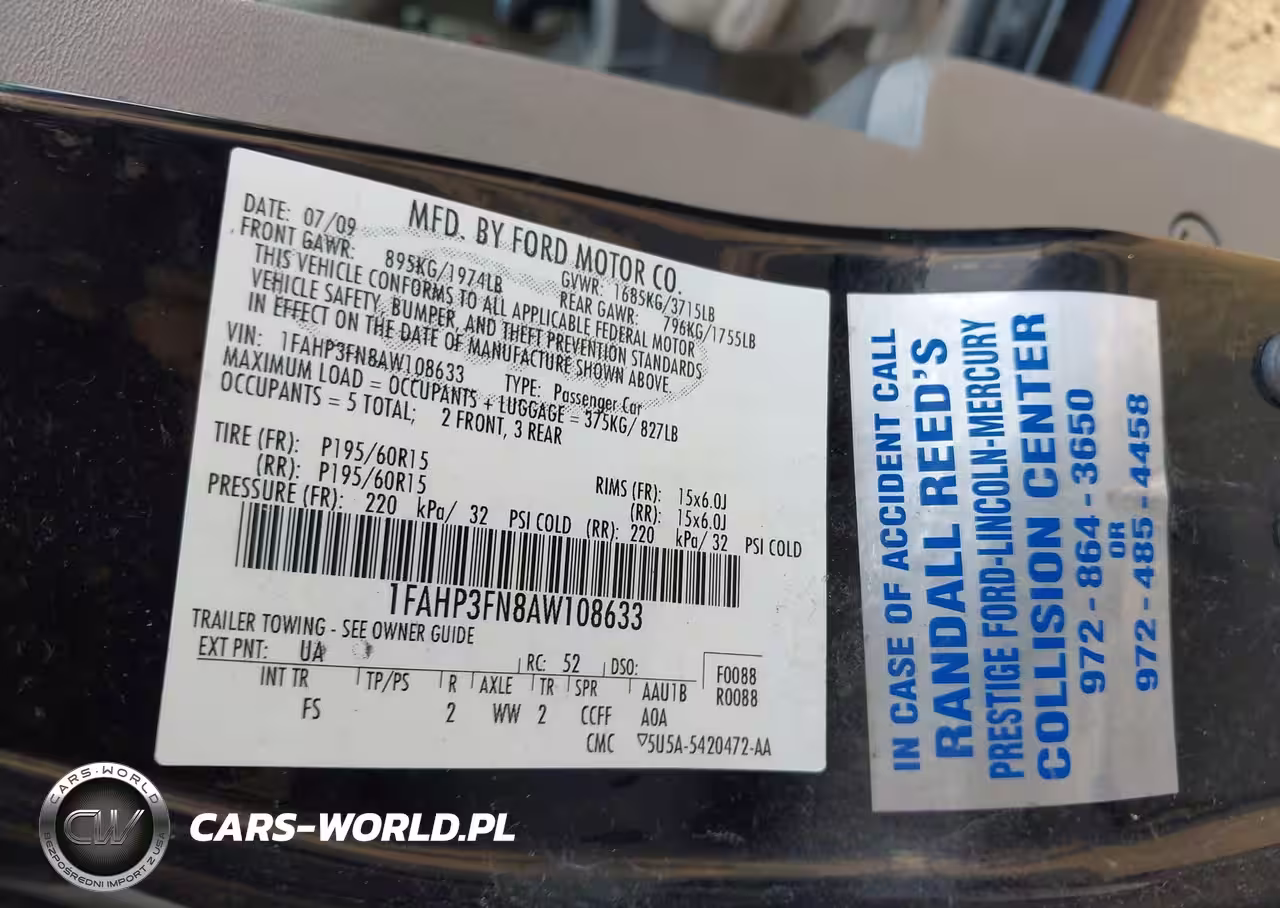 MFD. BY FORD MOTOR CO.
DATE: 07/09 GVWR: 1685KG/3715LB
FRONT GAWR: 895KG/1974LB REAR GAWR: 796KG/1755LB
THIS VEHICLE CONFORMS TO ALL APPLICABLE FEDERAL MOTOR
VEHICLE SAFETY, BUMPER, AND THEFT PREVENTION STANDARDS
IN EFFECT ON THE DATE OF MANUFACTURE SHOWN ABOVE.
VIN: 1FAHP3FN8AW108633 TYPE: Passenger Car
MAXIMUM LOAD = OCCUPANTS + LUGGAGE = 375KG/ 827LB
OCCUPANTS = 5 TOTAL; 2 FRONT, 3 REAR
TIRE (FR): P195/60R15 RIMS (FR): 15x6.0J
(RR): P195/60R15 (RR): 15x6.0J
PRESSURE (FR): 220 kPa/ 32 PSI COLD (RR): 220 kPa/ 32 PSI COLD
1FAHP3FN8AW108633
TRAILER TOWING - SEE OWNER GUIDE
EXT PNT: UA RC: 52 DSO: F0088
R0088
INT TR TP/PS R AXLE TR SPR AAU1B
FS 2 WW 2 CCFF AOA
CMC ▽5U5A-5420472-AA
IN CASE OF ACCIDENT CALL
RANDALL REED'S
PRESTIGE FORD-LINCOLN-MERCURY
COLLISION CENTER
972-864-3650
OR
972-485-4458
CARS-WORLD
CW
BEZPOŚREDNI IMPORT Z USA
CARS-WORLD.PL